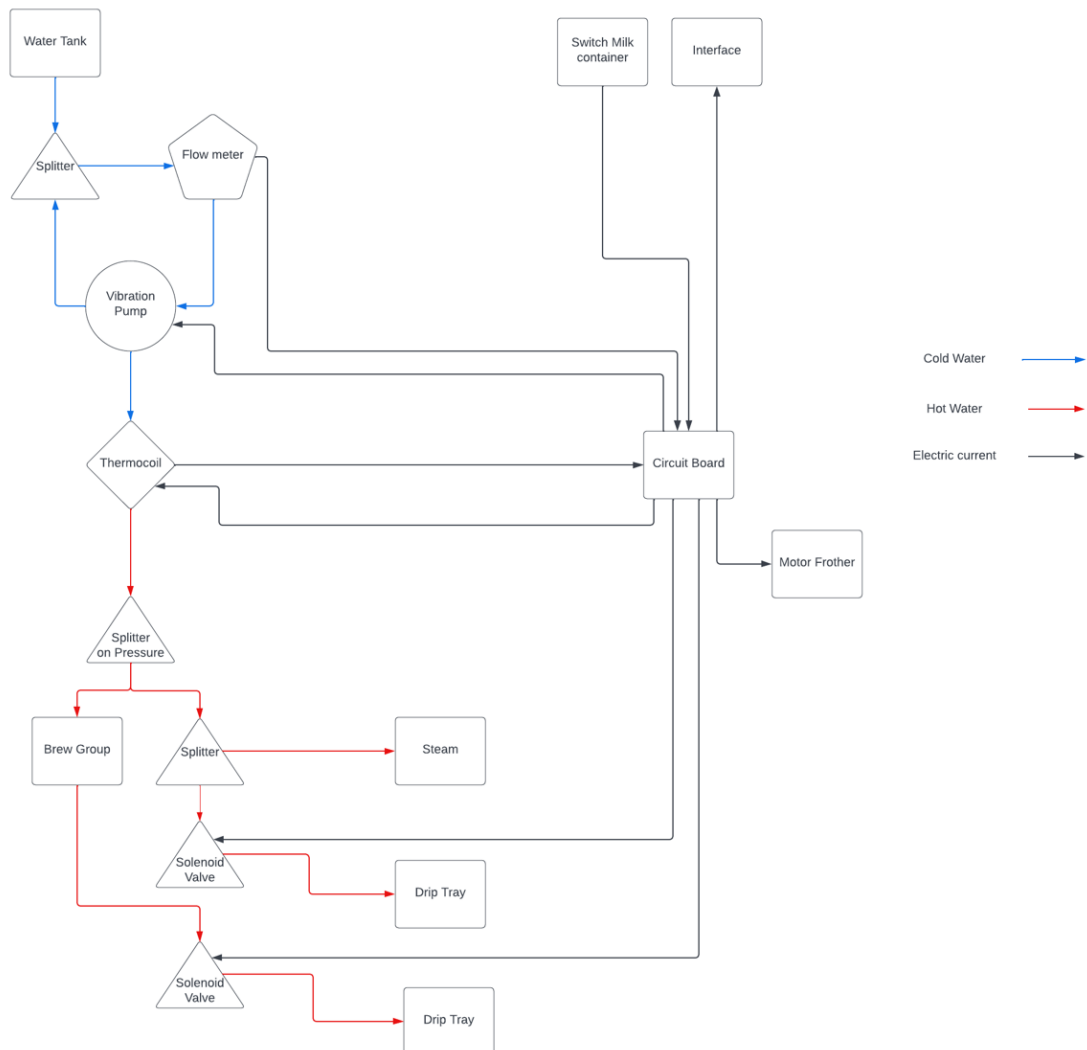 Water Tank
Switch Milk
container
Interface
Splitter
Flow meter
Vibration
Pump
Cold Water
Hot Water
Electric current
Thermocoil
Circuit Board
Motor Frother
Splitter
on Pressure
Brew Group
Splitter
Steam
Solenoid
Valve
Drip Tray
Solenoid
Valve
Drip Tray